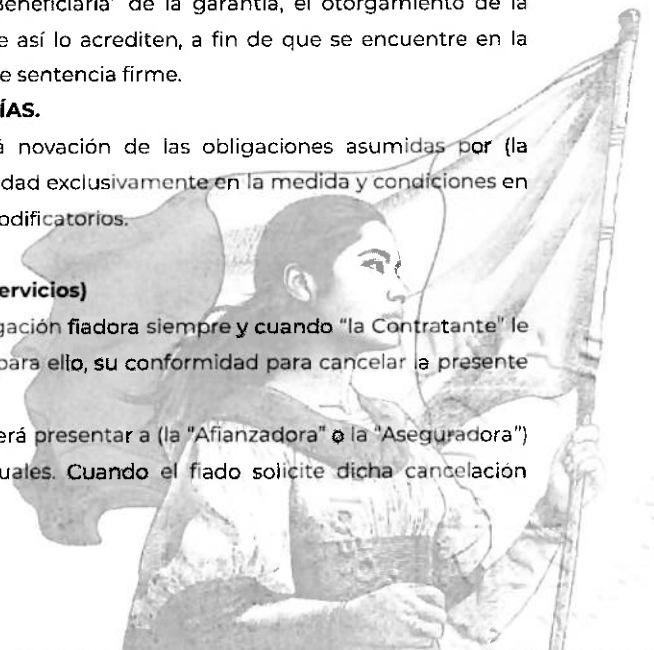 Beneficiaria" de la garantía, el otorgamiento de la
e así lo acrediten, a fin de que se encuentre en la
e sentencia firme.
ÍAS.
á novación de las obligaciones asumidas por (la
dad exclusivamente en la medida y condiciones en
odificatorios.
ervicios)
gación fiadora siempre y cuando "la Contratante" le
para ello, su conformidad para cancelar la presente
erá presentar a (la "Afianzadora" o la "Aseguradora")
uales. Cuando el fiado solicite dicha cancelación